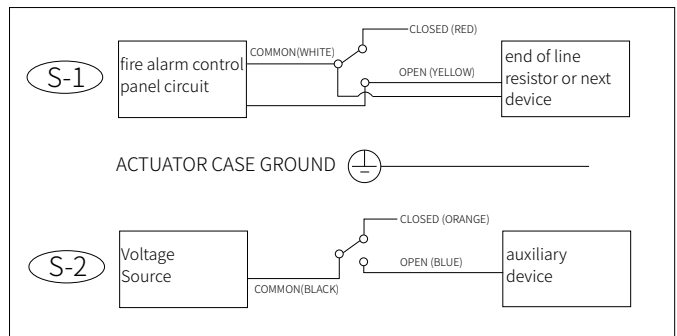 CLOSED (RED)
S-1
fire alarm control
panel circuit
COMMON(WHITE)
OPEN (YELLOW)
end of line
resistor or next
device
ACTUATOR CASE GROUND
CLOSED (ORANGE)
S-2
Voltage
Source
COMMON(BLACK)
OPEN (BLUE)
auxiliary
device